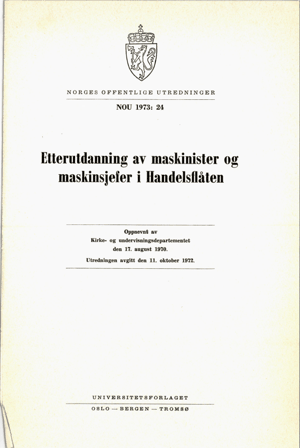 NORGES OFFENTLIGE UTREDNINGER
NOU 1973: 24
Etterutdanning av maskinister og
maskinsjefer i Handelsflåten
Oppnevnt av
Kirke- og undervisningsdepartementet
den 17. august 1970.
Utredningen avgitt den 11. oktober 1972.
UNIVERSITETSFORLAGET
OSLO — BERGEN — TROMSØ